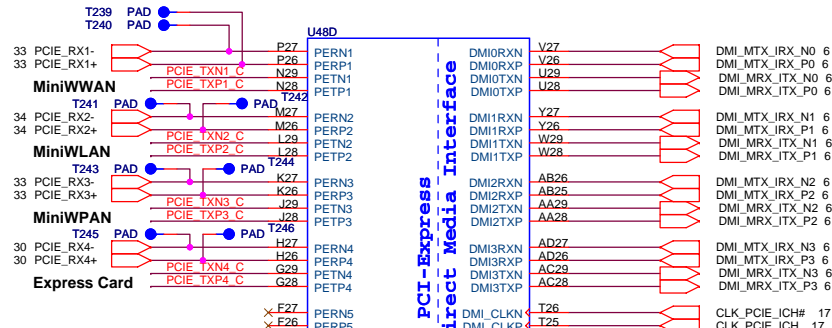 T239 PAD
T240 PAD
U48D
33 PCIE_RX1- P27 PERN1 DMI0RXN V27 DMI_MTX_IRX_N0 6
33 PCIE_RX1+ P26 PERP1 DMI0RXP V26 DMI_MTX_IRX_P0 6
PCIE_TXN1_C N29 PETN1 DMI0TXN U29 DMI_MRX_ITX_N0 6
MiniWWAN PCIE_TXP1_C N28 PETP1 DMI0TXP U28 DMI_MRX_ITX_P0 6
T241 PAD PAD T242
34 PCIE_RX2- M27 PERN2 DMI1RXN Y27 DMI_MTX_IRX_N1 6
34 PCIE_RX2+ M26 PERP2 DMI1RXP Y26 DMI_MTX_IRX_P1 6
PCIE_TXN2_C L29 PETN2 DMI1TXN W29 DMI_MRX_ITX_N1 6
MiniWLAN PCIE_TXP2_C L28 PETP2 DMI1TXP W28 DMI_MRX_ITX_P1 6
T243 PAD PAD T244
33 PCIE_RX3- K27 PERN3 DMI2RXN AB26 DMI_MTX_IRX_N2 6
33 PCIE_RX3+ K26 PERP3 DMI2RXP AB25 DMI_MTX_IRX_P2 6
PCIE_TXN3_C J29 PETN3 DMI2TXN AA29 DMI_MRX_ITX_N2 6
MiniWPAN PCIE_TXP3_C J28 PETP3 DMI2TXP AA28 DMI_MRX_ITX_P2 6
T245 PAD PAD T246
30 PCIE_RX4- H27 PERN4 DMI3RXN AD27 DMI_MTX_IRX_N3 6
30 PCIE_RX4+ H26 PERP4 DMI3RXP AD26 DMI_MTX_IRX_P3 6
PCIE_TXN4_C G29 PETN4 DMI3TXN AC29 DMI_MRX_ITX_N3 6
Express Card PCIE_TXP4_C G28 PETP4 DMI3TXP AC28 DMI_MRX_ITX_P3 6
F27 PERN5 DMI_CLKN T26 CLK_PCIE_ICH# 17
F26 PERP5 DMI_CLKP T25 CLK_PCIE_ICH 17
PCI-Express
irect Media Interface